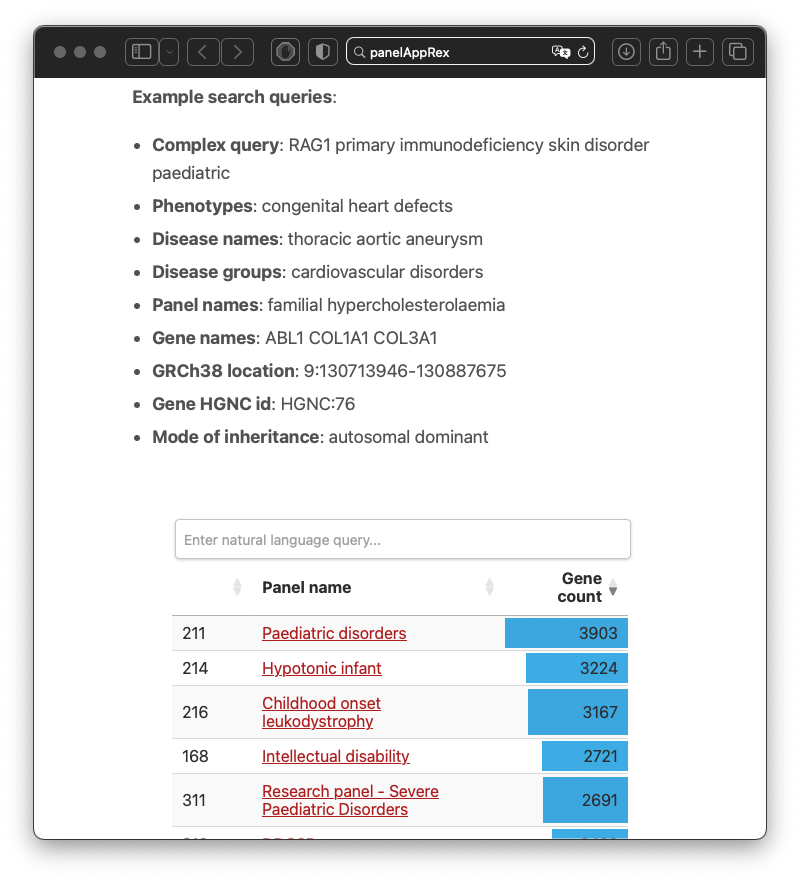 panelAppRex
Example search queries:
• Complex query: RAG1 primary immunodeficiency skin disorder
paediatric
• Phenotypes: congenital heart defects
• Disease names: thoracic aortic aneurysm
• Disease groups: cardiovascular disorders
• Panel names: familial hypercholesterolaemia
• Gene names: ABL1 COL1A1 COL3A1
• GRCh38 location: 9:130713946-130887675
• Gene HGNC id: HGNC:76
• Mode of inheritance: autosomal dominant
Enter natural language query...
Panel name Gene
count
211 Paediatric disorders 3903
214 Hypotonic infant 3224
216 Childhood onset 3167
leukodystrophy
168 Intellectual disability 2721
311 Research panel - Severe 2691
Paediatric Disorders